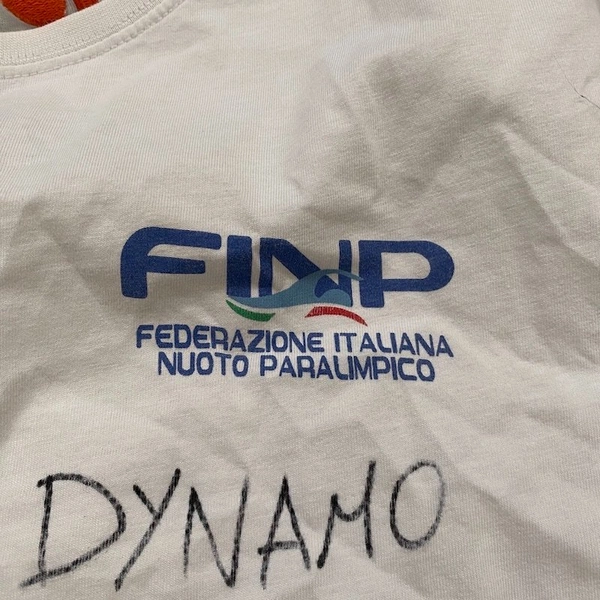 FINP
FEDERAZIONE ITALIANA
NUOTO PARALIMPICO
DYNAMO